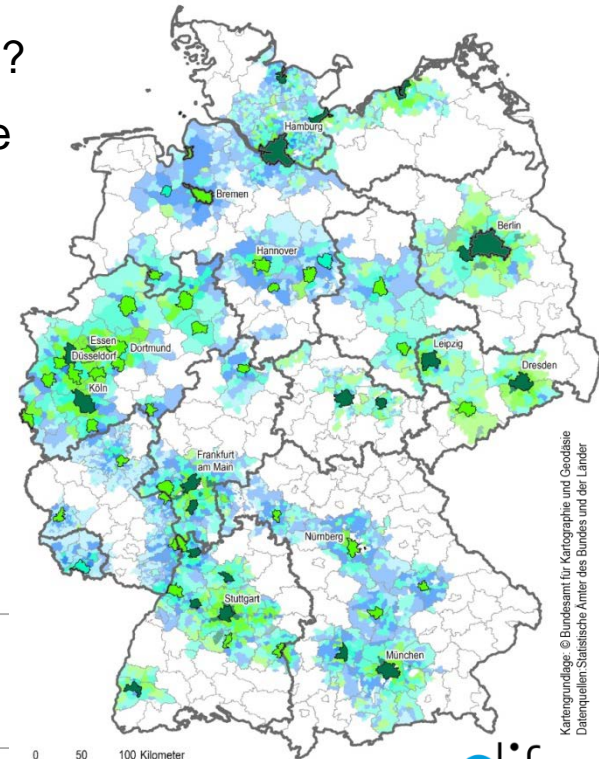 ?
e
Hamburg
Bremen
Berlin
Hannover
Essen
Düsseldorf
Dortmund
Köln
Leipzig
Dresden
Frankfurt
am Main
Nürnberg
Stuttgart
München
0 50 100 Kilometer
Kartengrundlage: © Bundesamt für Kartographie und Geodäsie
Datenquellen: Statistische Ämter des Bundes und der Länder